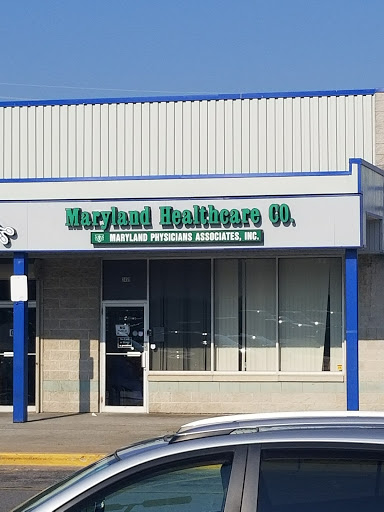 Maryland Healthcare CO.
MARYLAND PHYSICIANS ASSOCIATES, INC.